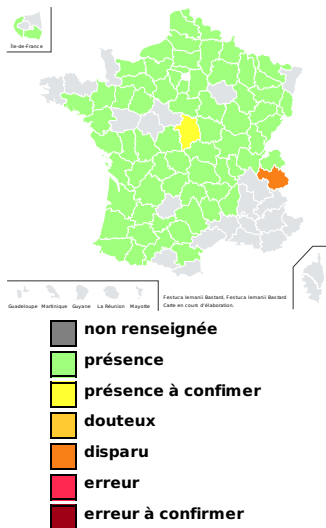 Île-de-France
Guadeloupe Martinique Guyane La Réunion Mayotte
Festuca lemanii Bastard, Festuca lemanii Bastard
Carte en cours d'élaboration.
non renseignée
présence
présence à confimer
douteux
disparu
erreur
erreur à confirmer